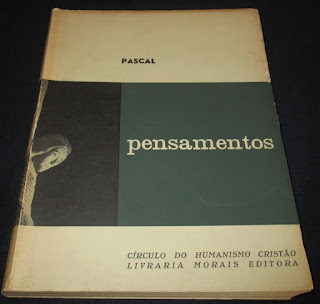 PASCAL
pensamentos
CÍRCULO DO HUMANISMO CRISTÃO
LIVRARIA MORAIS EDITORA